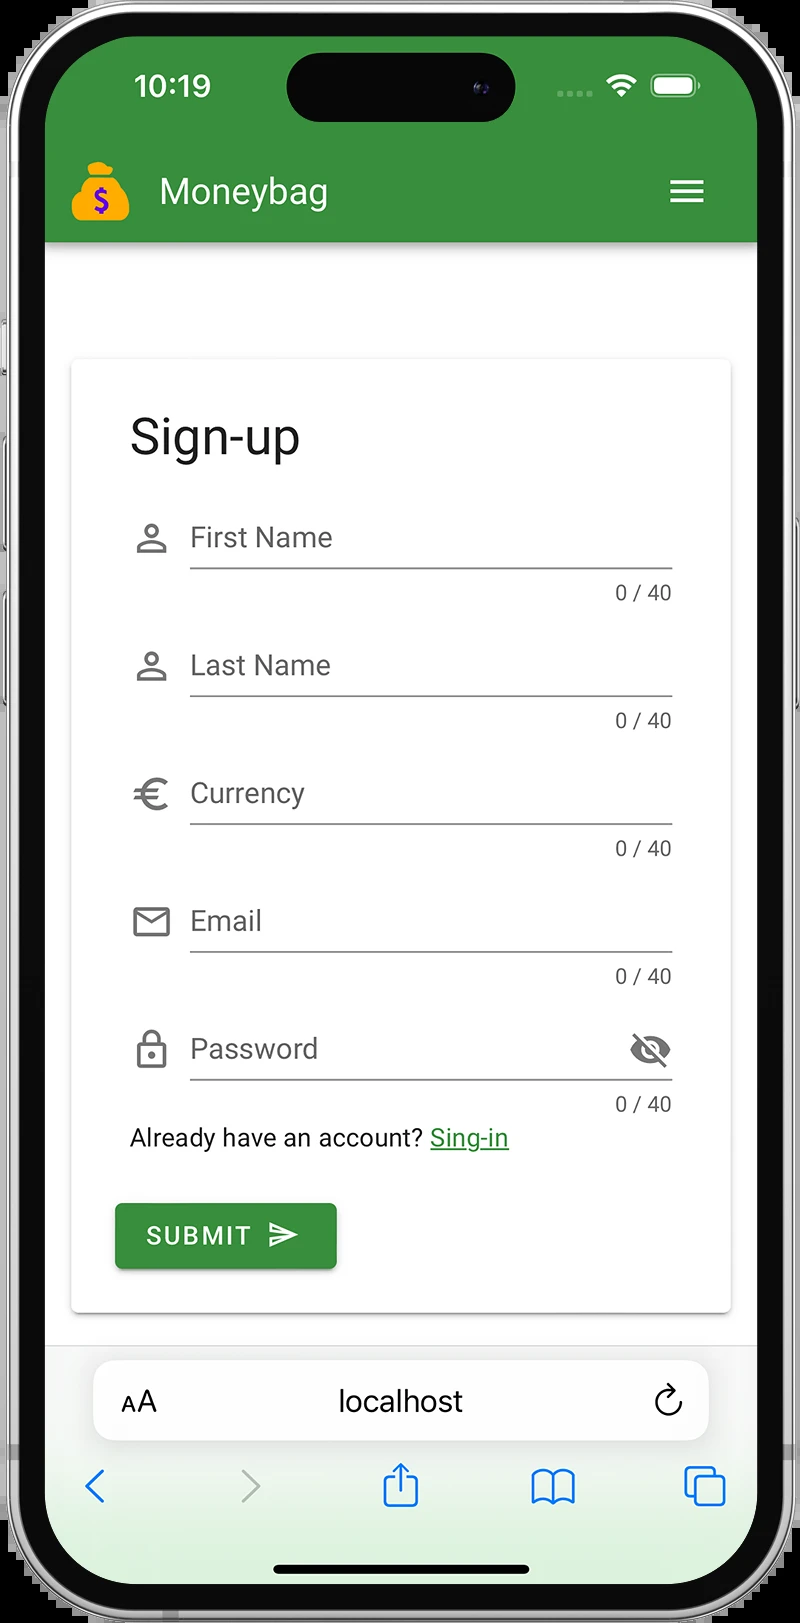 10:19
$ Moneybag
Sign-up
First Name
0 / 40
Last Name
0 / 40
€ Currency
0 / 40
Email
0 / 40
Password
0 / 40
Already have an account? Sing-in
SUBMIT
AA localhost